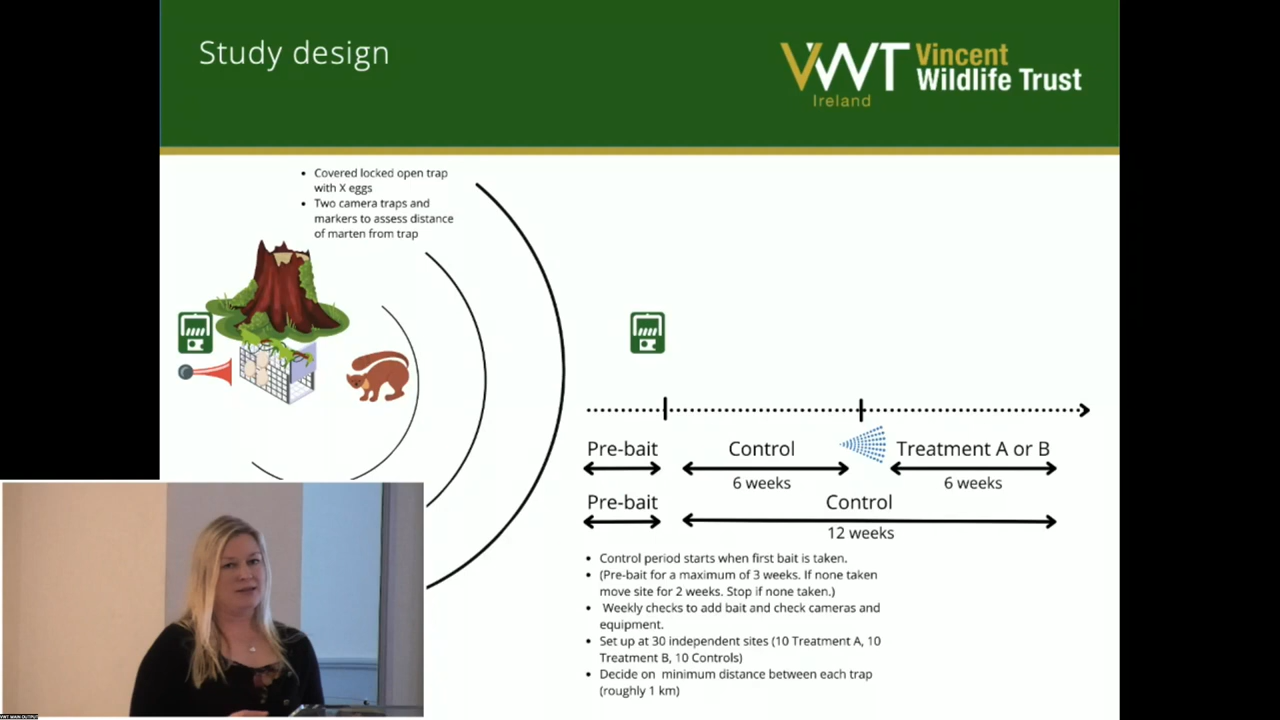 Study design
VWT Vincent
Wildlife Trust
Ireland
• Covered locked open trap
with X eggs
• Two camera traps and
markers to assess distance
of marten from trap
Pre-bait Control Treatment A or B
6 weeks 6 weeks
Pre-bait Control
12 weeks
• Control period starts when first bait is taken.
• (Pre-bait for a maximum of 3 weeks. If none taken
move site for 2 weeks. Stop if none taken.)
• Weekly checks to add bait and check cameras and
equipment.
• Set up at 30 independent sites (10 Treatment A, 10
Treatment B, 10 Controls)
• Decide on minimum distance between each trap
(roughly 1 km)
VWT MAIN OUTPUT